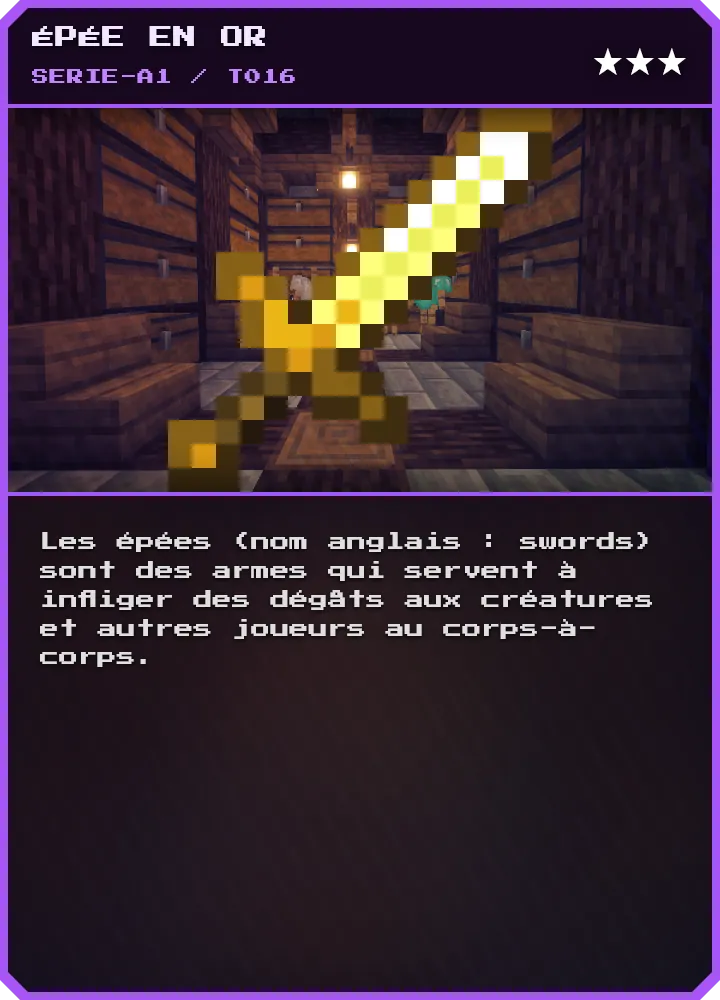 éPéE EN OR
SERIE-A1 / T016
★★★
Les épées (nom anglais : swords)
sont des armes qui servent à
infliger des dégâts aux créatures
et autres joueurs au corps-à-
corps.